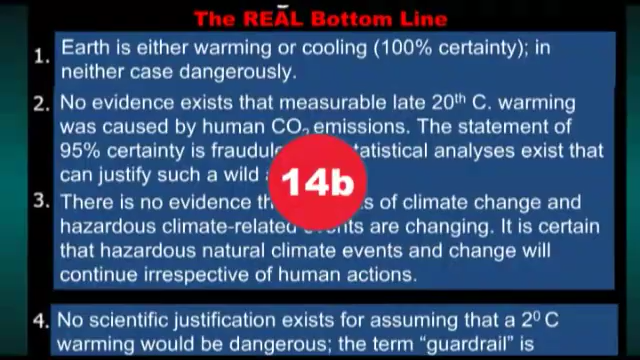 The REAL Bottom Line
1. Earth is either warming or cooling (100% certainty); in
neither case dangerously.
2. No evidence exists that measurable late 20th C. warming
was caused by human CO2 emissions. The statement of
95% certainty is analyses exist that
can justify such a wild
14b
3. There is no evidence of climate change and
hazardous climate-related are changing. It is certain
that hazardous natural climate events and change will
continue irrespective of human actions.
4. No scientific justification exists for assuming that a 2⁰ C
warming would be dangerous; the term "guardrail" is